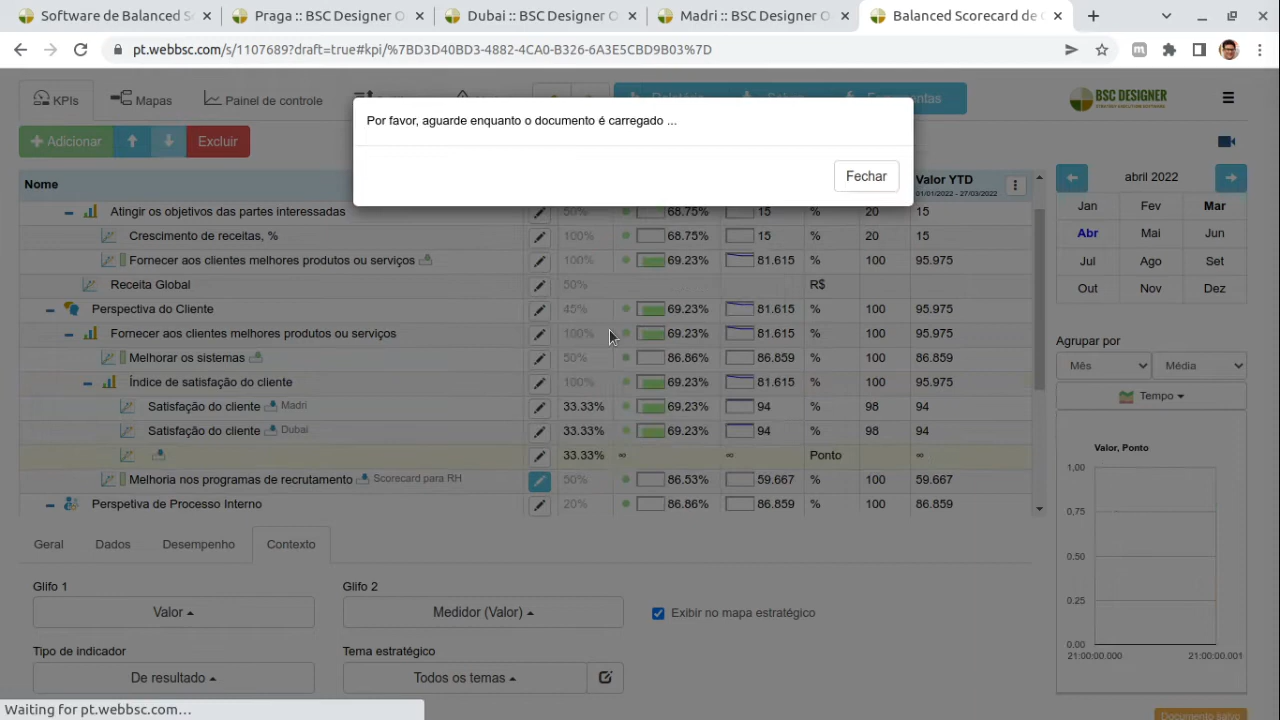 Software de Balanced S
Praga :: BSC Designer O
Dubai :: BSC Designer O
Madri :: BSC Designer O
Balanced Scorecard de
pt.webbsc.com/s/1107689?draft=true#kpi/%7BD3D40BD3-4882-4CA0-B326-6A3E5CBD9B03%7D
KPIs
Mapas
Painel de controle
Relatório
Salvar
Ferramentas
BSC DESIGNER
Por favor, aguarde enquanto o documento é carregado ...
Fechar
Adicionar
Excluir
Nome
Valor YTD
01/01/2022 - 27/03/2022
Atingir os objetivos das partes interessadas 50% 68.75% 15 % 20 15
Crescimento de receitas, % 100% 68.75% 15 % 20 15
Fornecer aos clientes melhores produtos ou serviços 100% 69.23% 81.615 % 100 95.975
Receita Global 50% R$
Perspectiva do Cliente 45% 69.23% 81.615 % 100 95.975
Fornecer aos clientes melhores produtos ou serviços 100% 69.23% 81.615 % 100 95.975
Melhorar os sistemas 50% 86.86% 86.859 % 100 86.859
Índice de satisfação do cliente 100% 69.23% 81.615 % 100 95.975
Satisfação do cliente Madri 33.33% 69.23% 94 % 98 94
Satisfação do cliente Dubai 33.33% 69.23% 94 % 98 94
33.33% ∞ ∞ Ponto ∞
Melhoria nos programas de recrutamento Scorecard para RH 50% 86.53% 59.667 % 100 59.667
Perspetiva de Processo Interno 20% 86.86% 86.859 % 100 86.859
abril 2022
Jan Fev Mar
Abr Mai Jun
Jul Ago Set
Out Nov Dez
Agrupar por
Mês Média
Tempo
Valor, Ponto
1,00
0.75
0.50
0.25
0.00
21:00:00.000 21:00:00.001
Geral Dados Desempenho Contexto
Glifo 1 Glifo 2
Valor Medidor (Valor) Exibir no mapa estratégico
Tipo de indicador Tema estratégico
De resultado Todos os temas
Waiting for pt.webbsc.com...
Documento salvo